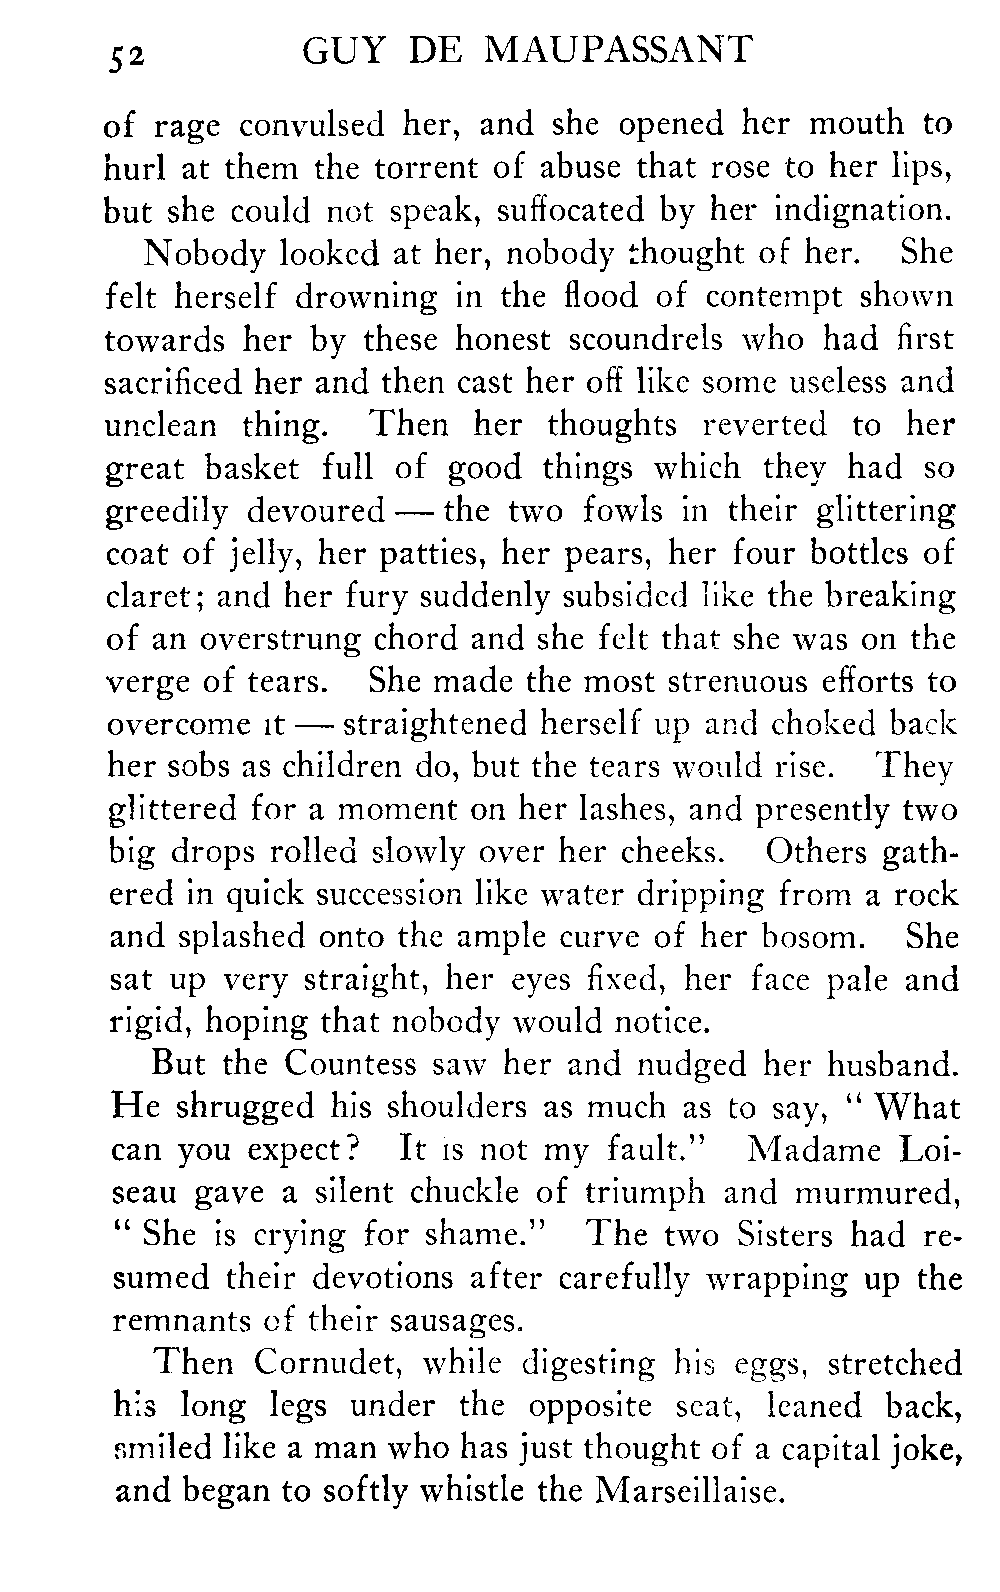 52 GUY DE MAUPASSANT
of rage convulsed her, and she opened her mouth to
hurl at them the torrent of abuse that rose to her lips,
but she could not speak, suffocated by her indignation.
Nobody looked at her, nobody thought of her. She
felt herself drowning in the flood of contempt shown
towards her by these honest scoundrels who had first
sacrificed her and then cast her off like some useless and
unclean thing. Then her thoughts reverted to her
great basket full of good things which they had so
greedily devoured — the two fowls in their glittering
coat of jelly, her patties, her pears, her four bottles of
claret; and her fury suddenly subsided like the breaking
of an overstrung chord and she felt that she was on the
verge of tears. She made the most strenuous efforts to
overcome it — straightened herself up and choked back
her sobs as children do, but the tears would rise. They
glittered for a moment on her lashes, and presently two
big drops rolled slowly over her cheeks. Others gath-
ered in quick succession like water dripping from a rock
and splashed onto the ample curve of her bosom. She
sat up very straight, her eyes fixed, her face pale and
rigid, hoping that nobody would notice.
But the Countess saw her and nudged her husband.
He shrugged his shoulders as much as to say, “ What
can you expect? It is not my fault.” Madame Loi-
seau gave a silent chuckle of triumph and murmured,
“ She is crying for shame.” The two Sisters had re-
sumed their devotions after carefully wrapping up the
remnants of their sausages.
Then Cornudet, while digesting his eggs, stretched
his long legs under the opposite seat, leaned back,
smiled like a man who has just thought of a capital joke,
and began to softly whistle the Marseillaise.